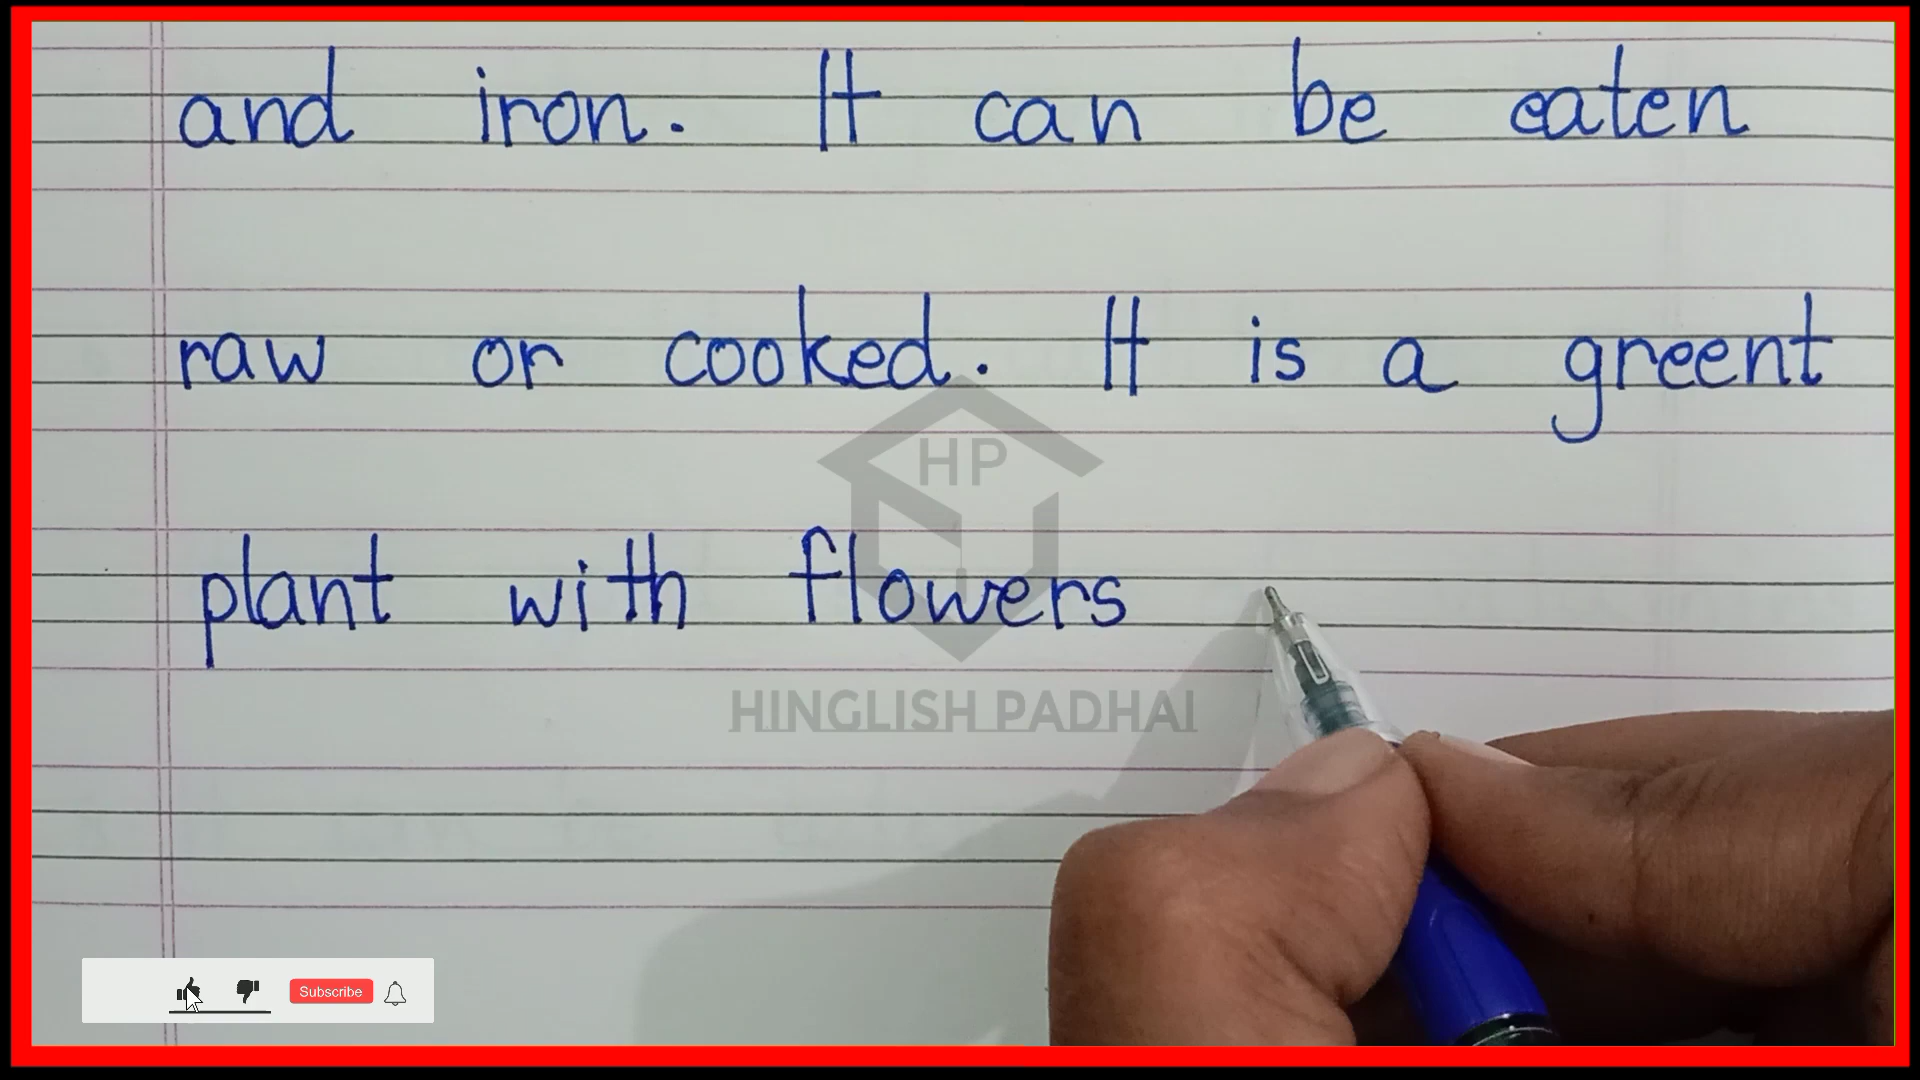 and iron. It can be eaten
raw or cooked. It is a greent
plant with flowers
HP
HINGLISH PADHAI
Subscribe